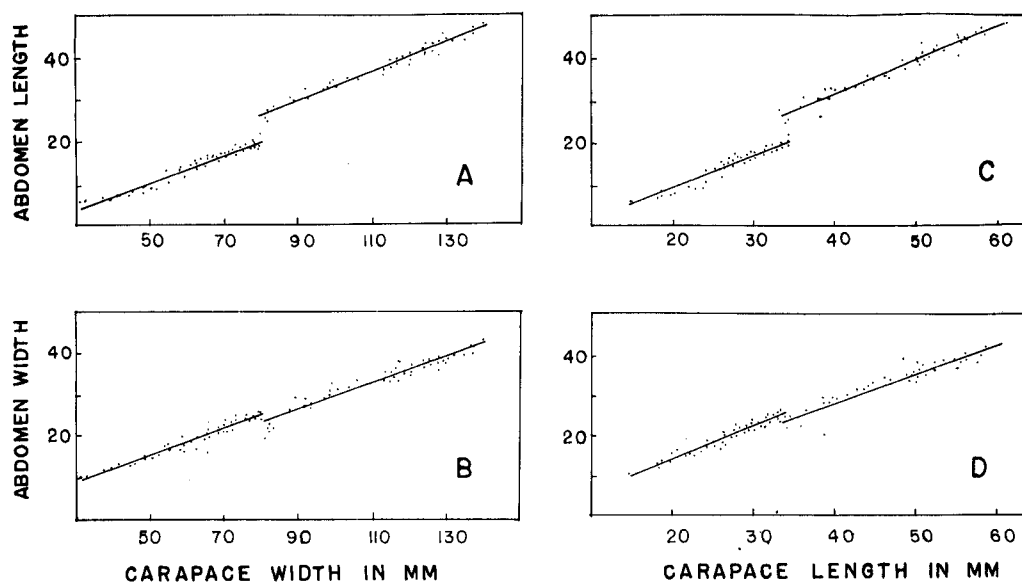 ABDOMEN LENGTH
40
20
A
50 70 90 110 130
40
20
C
20 30 40 50 60
ABDOMEN WIDTH
40
20
B
50 70 90 110 130
CARAPACE WIDTH IN MM
40
20
D
20 30 40 50 60
CARAPACE LENGTH IN MM